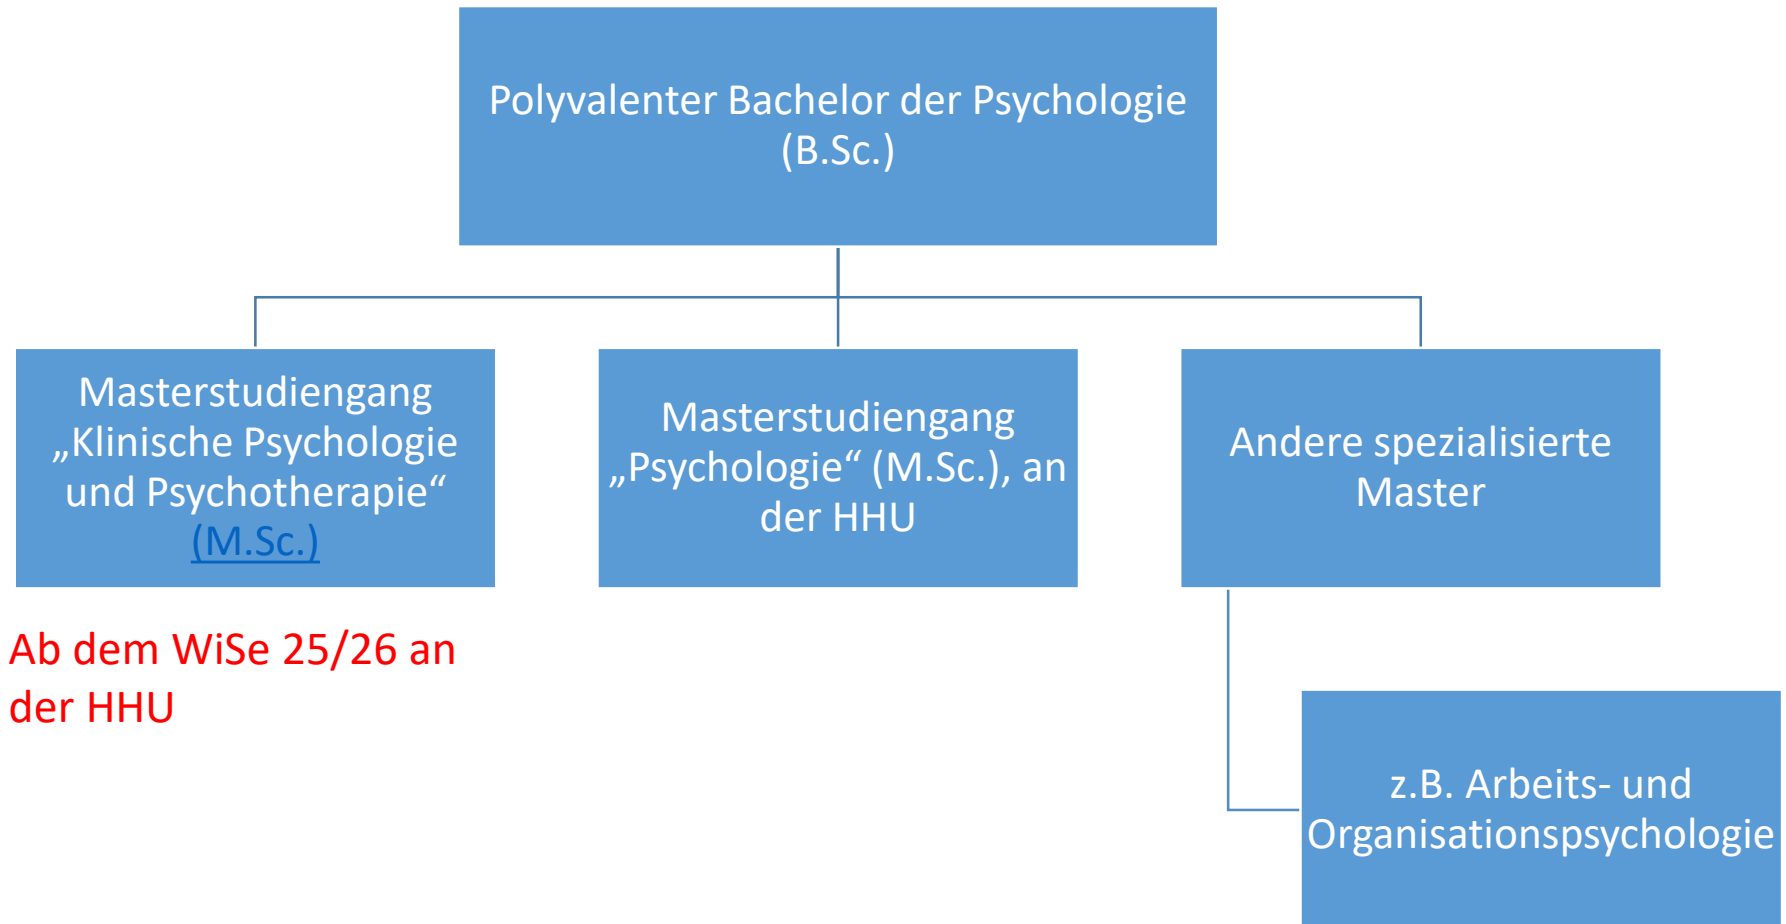 Polyvalenter Bachelor der Psychologie
(B.Sc.)
Masterstudiengang
„Klinische Psychologie
und Psychotherapie“
(M.Sc.)
Masterstudiengang
„Psychologie“ (M.Sc.), an
der HHU
Andere spezialisierte
Master
Ab dem WiSe 25/26 an
der HHU
z.B. Arbeits- und
Organisationspsychologie